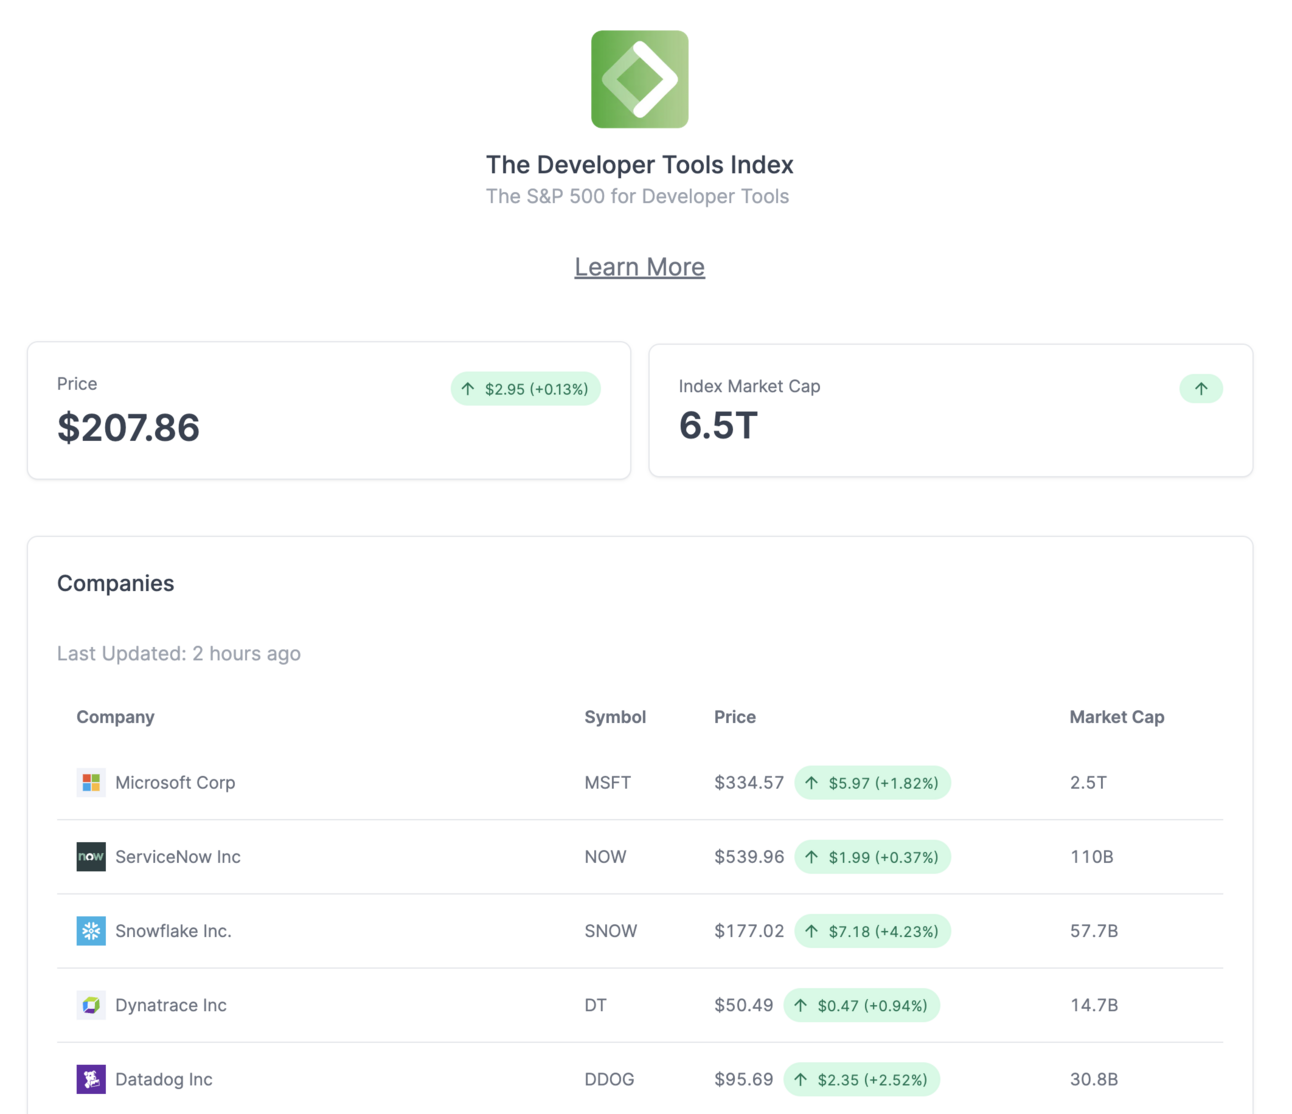 The Developer Tools Index
The S&P 500 for Developer Tools
Learn More
Price
↑ $2.95 (+0.13%)
$207.86
Index Market Cap
↑
6.5T
Companies
Last Updated: 2 hours ago
Company Symbol Price Market Cap
Microsoft Corp MSFT $334.57 ↑ $5.97 (+1.82%) 2.5T
now ServiceNow Inc NOW $539.96 ↑ $1.99 (+0.37%) 110B
Snowflake Inc. SNOW $177.02 ↑ $7.18 (+4.23%) 57.7B
Dynatrace Inc DT $50.49 ↑ $0.47 (+0.94%) 14.7B
Datadog Inc DDOG $95.69 ↑ $2.35 (+2.52%) 30.8B